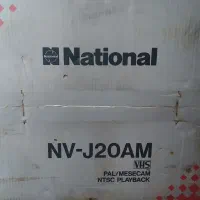 National
NV-J20AM
VHS
PAL/MESECAM
NTSC PLAYBACK